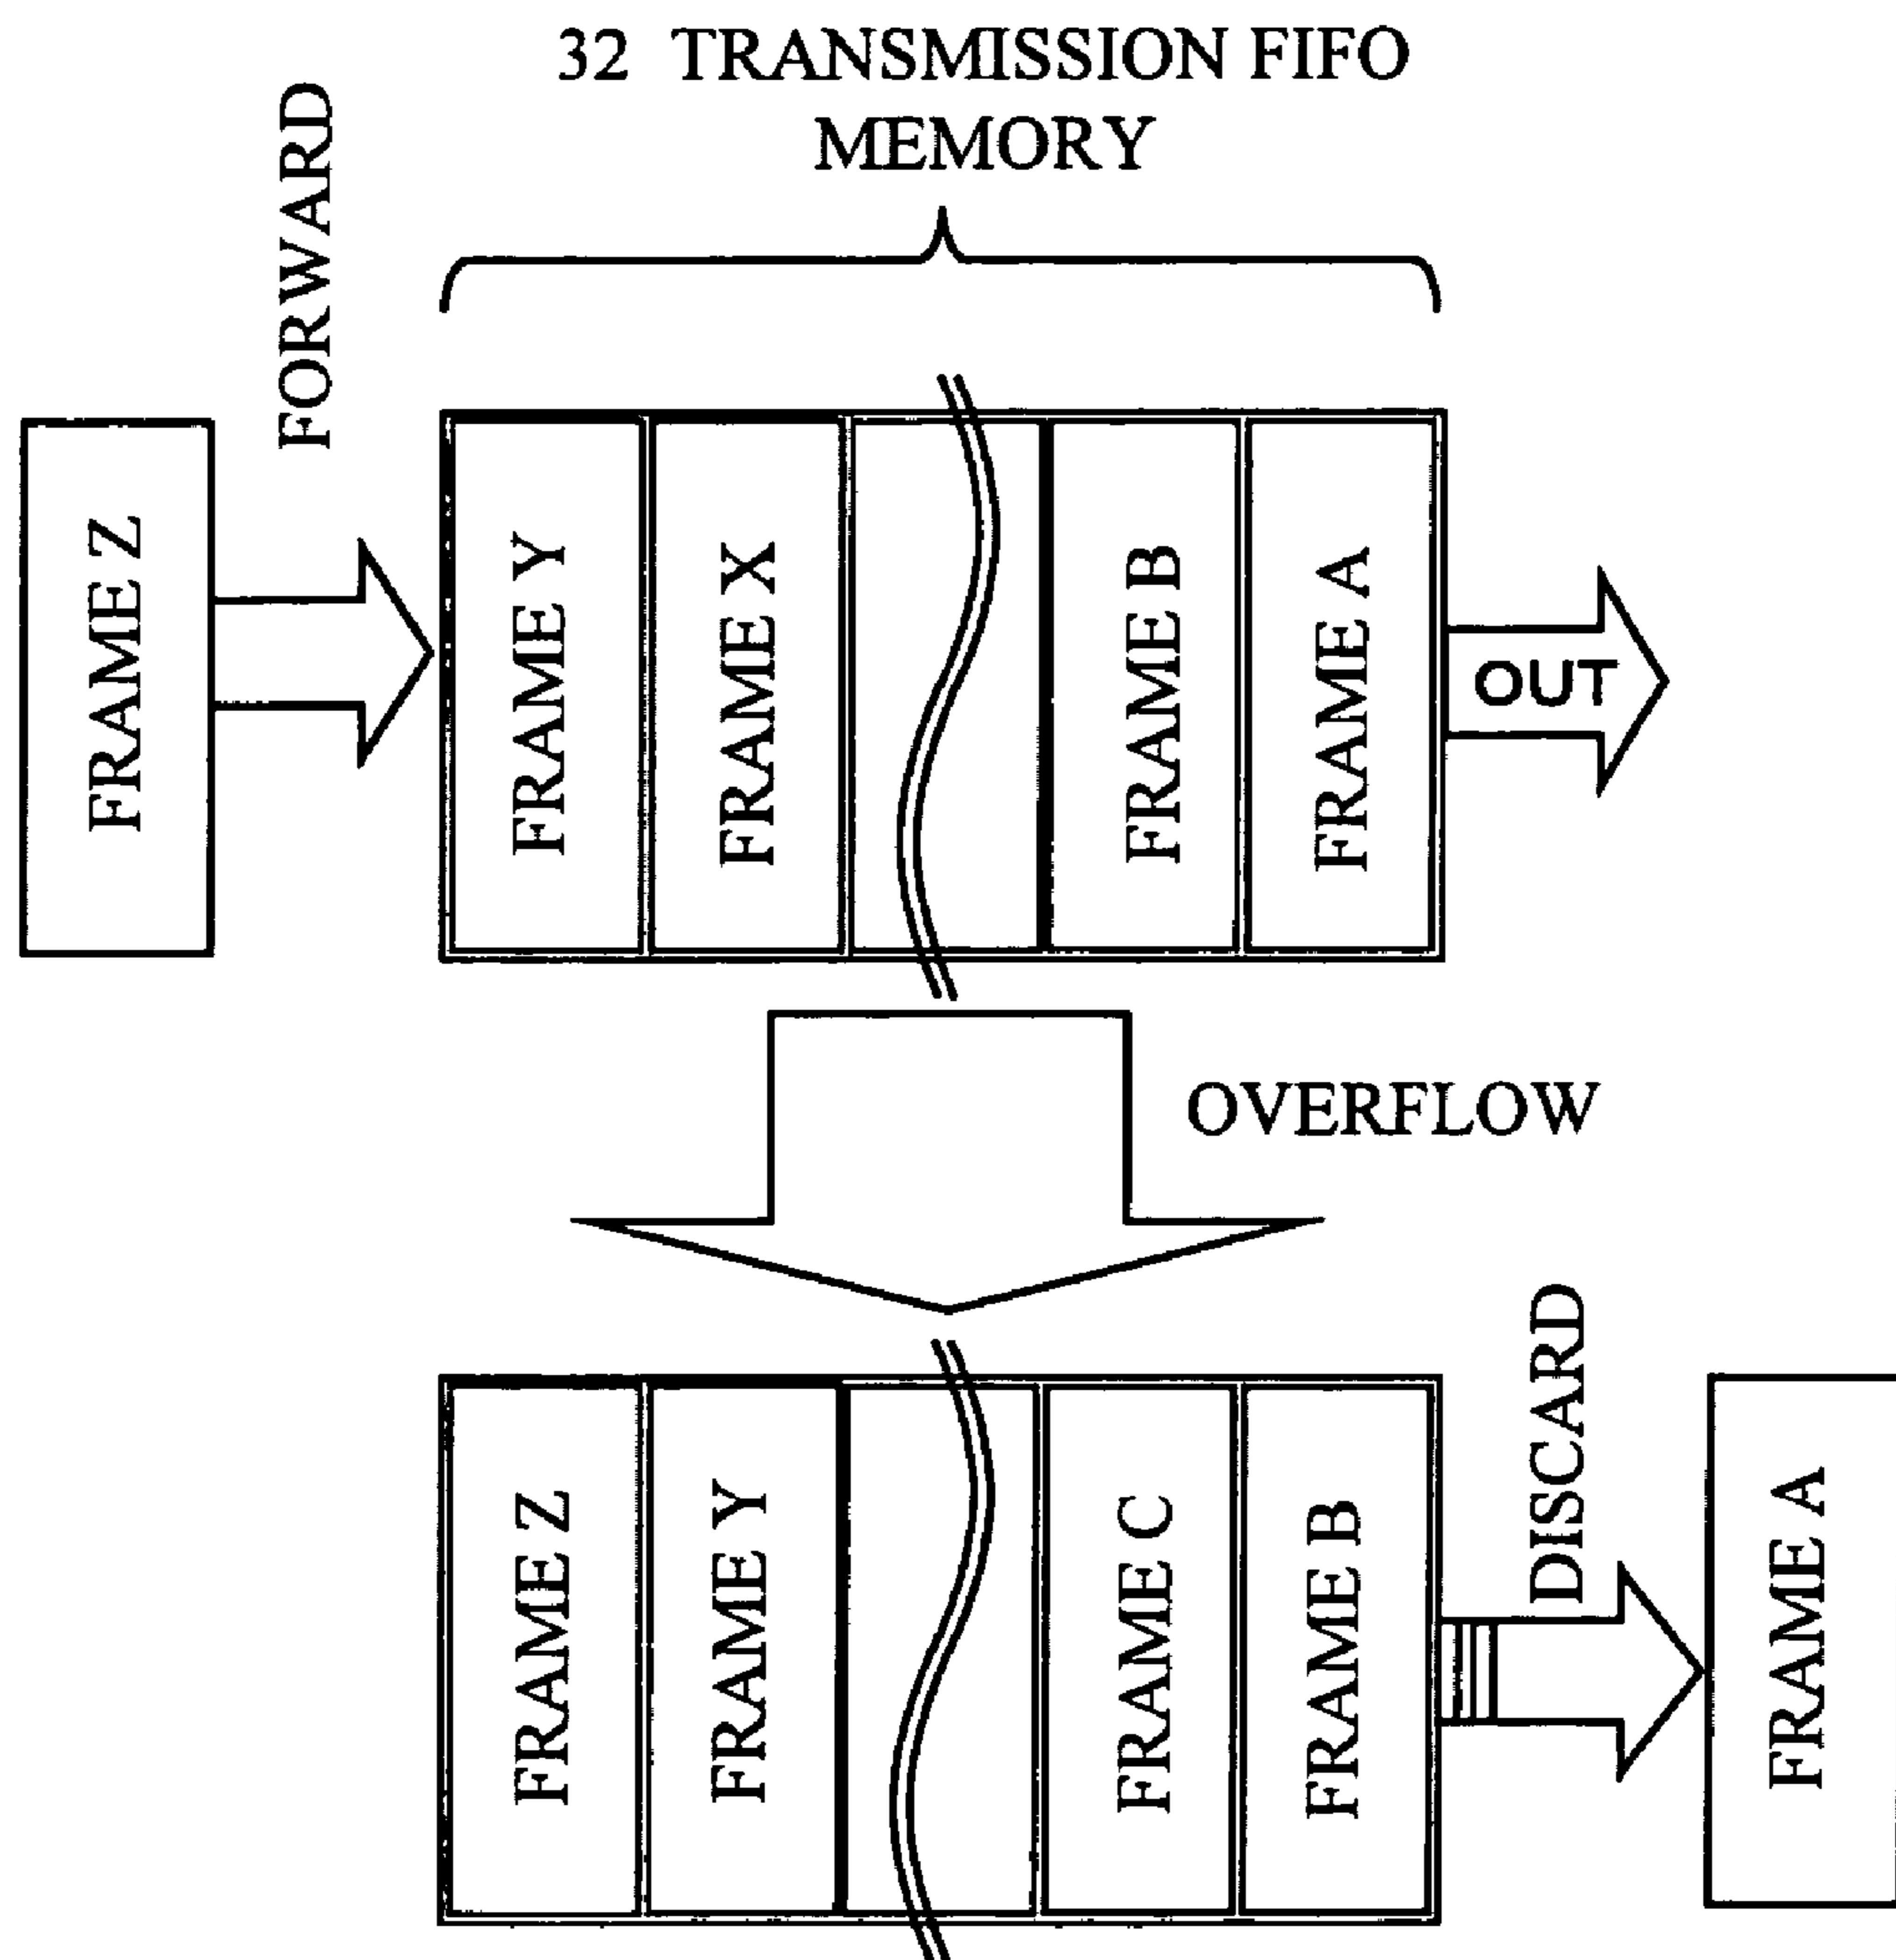 32 TRANSMISSION FIFO
MEMORY
FORWARD
FRAME Z
FRAME Y
FRAME X
FRAME B
FRAME A
OUT
OVERFLOW
FRAME Z
FRAME Y
FRAME C
FRAME B
DISCARD
FRAME A